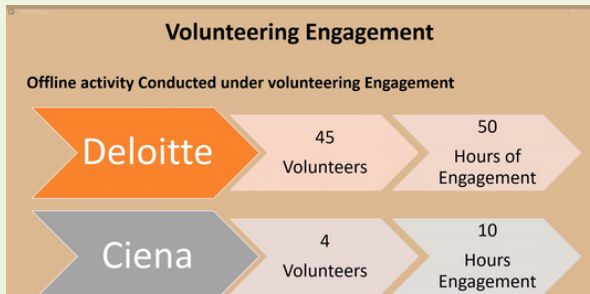 Volunteering Engagement
Offline activity Conducted under volunteering Engagement
Deloitte
45
Volunteers
50
Hours of
Engagement
Ciena
4
Volunteers
10
Hours
Engagement